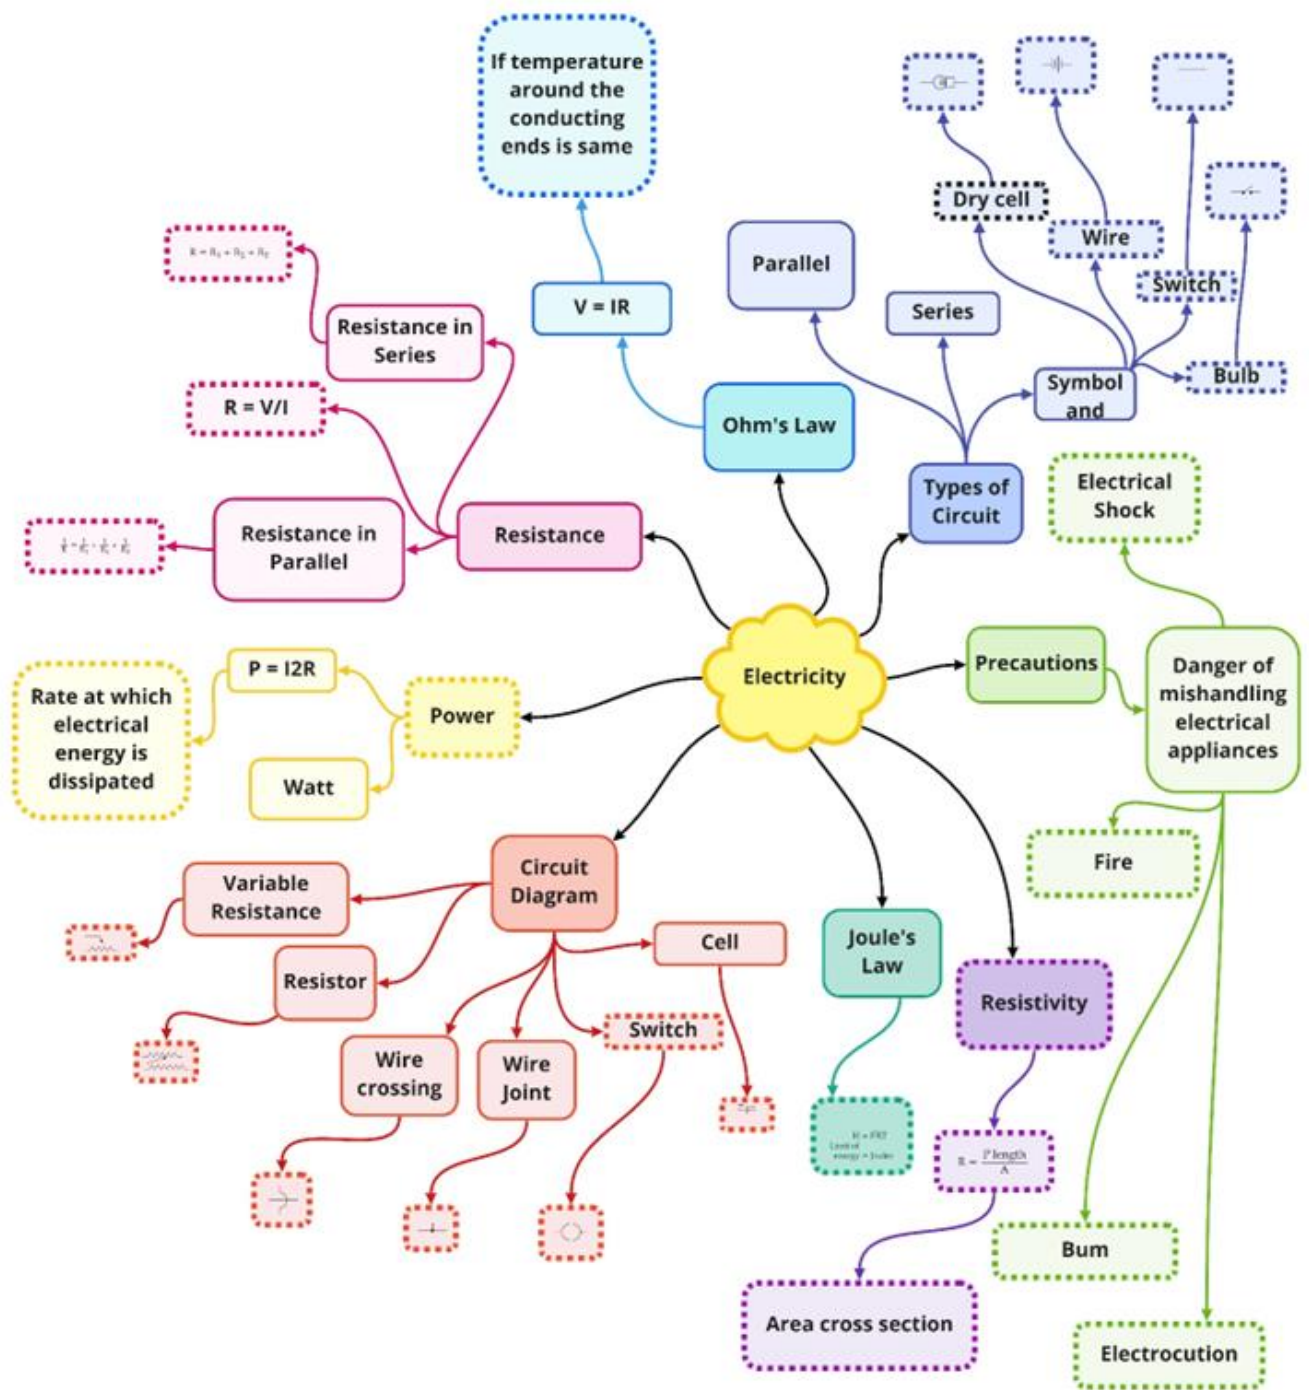 If temperature
around the
conducting
ends is same
Dry cell
Wire
Switch
Bulb
Parallel
Series
Symbol
and
V = IR
Resistance in
Series
R = V/I
Ohm's Law
Types of
Circuit
Electrical
Shock
Resistance in
Parallel
Resistance
Electricity
Precautions
Danger of
mishandling
electrical
appliances
P = I2R
Rate at which
electrical
energy is
dissipated
Power
Watt
Fire
Circuit
Diagram
Variable
Resistance
Cell
Joule's
Law
Resistor
Resistivity
Switch
Wire
crossing
Wire
Joint
Bum
Area cross section
Electrocution